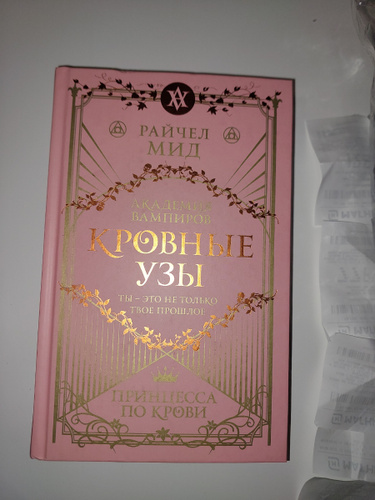 РАЙЧЕЛ
МИД
АКАДЕМИЯ
ВАМПИРОВ
КРОВНЫЕ
УЗЫ
ТЫ – ЭТО НЕ ТОЛЬКО
ТВОЕ ПРОШЛОЕ
ПРИНЦЕССА
ПО КРОВИ